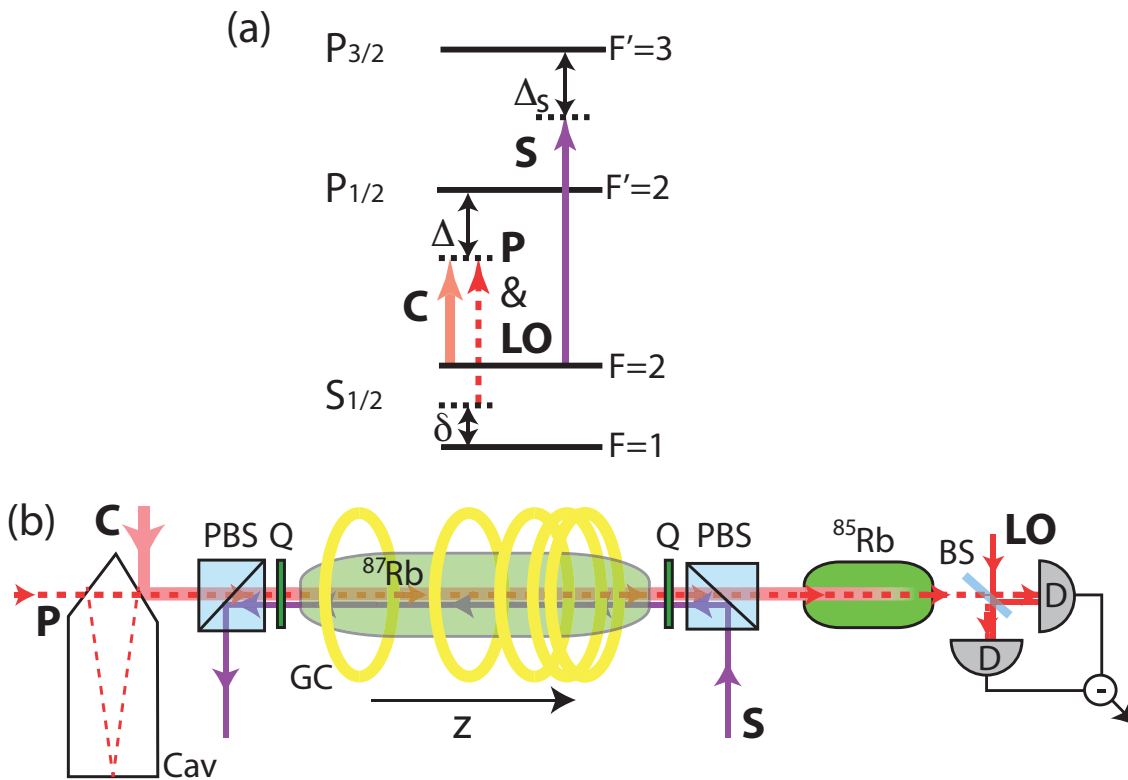 (a)
P3/2
F'=3
Δs
S
P1/2
F'=2
Δ
P
&
LO
C
F=2
S1/2
δ
F=1
(b)
C
PBS
Q
87Rb
Q
PBS
85Rb
BS
LO
P
D
D
GC
-
z
S
Cav